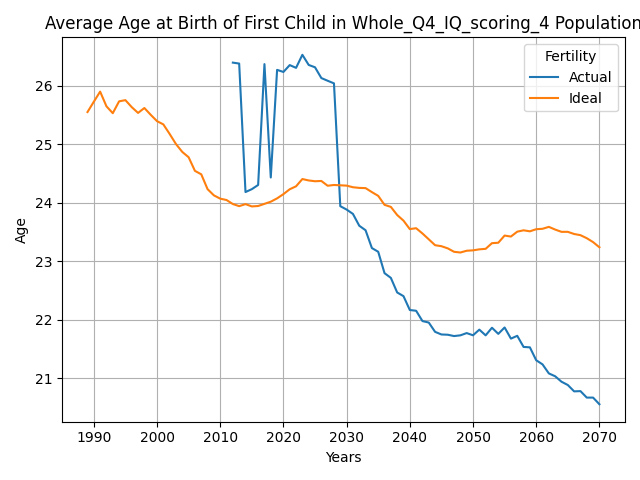 Average Age at Birth of First Child in Whole_Q4_IQ_scoring_4 Population
Fertility
Actual
Ideal
Age
26
25
24
23
22
21
1990 2000 2010 2020 2030 2040 2050 2060 2070
Years